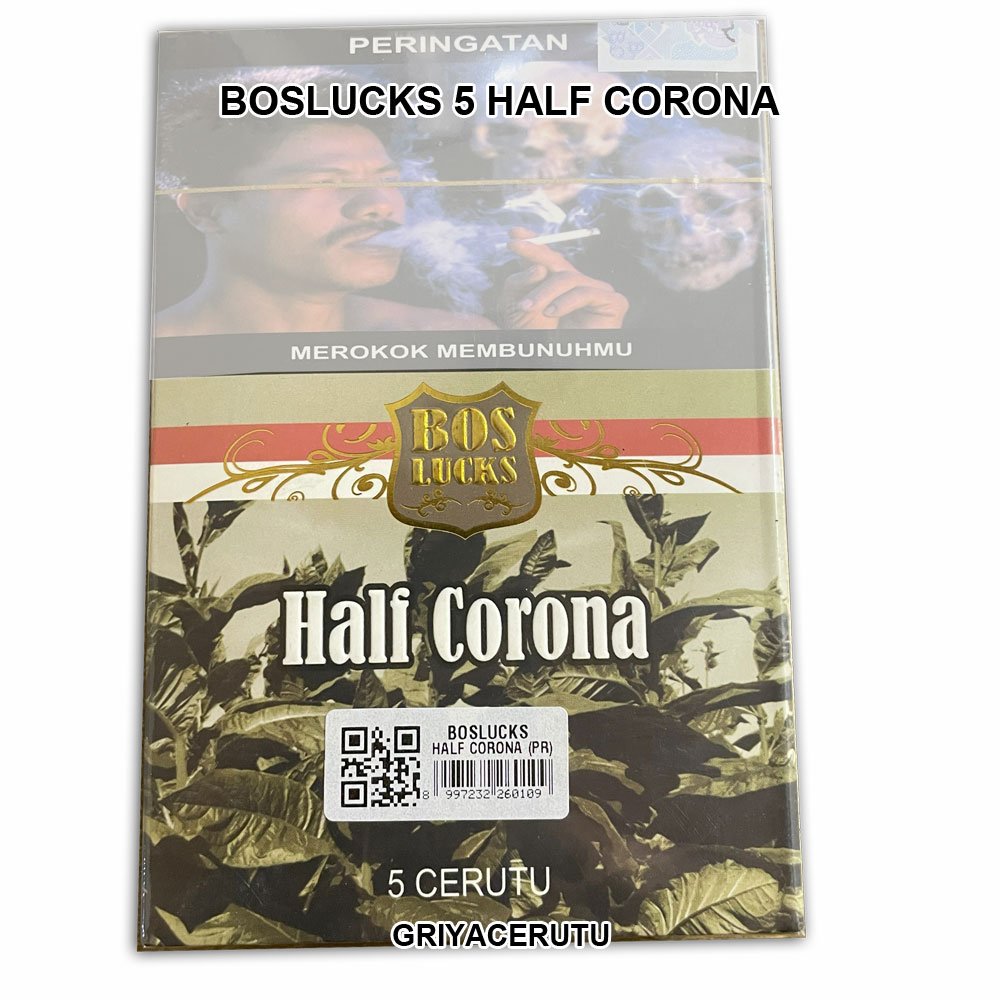 PERINGATAN
BOSLUCKS 5 HALF CORONA
MEROKOK MEMBUNUHMU
BOS
LUCKS
Half Corona
BOSLUCKS
HALF CORONA (PR)
8 997232 260109
5 CERUTU
GRIYACERUTU